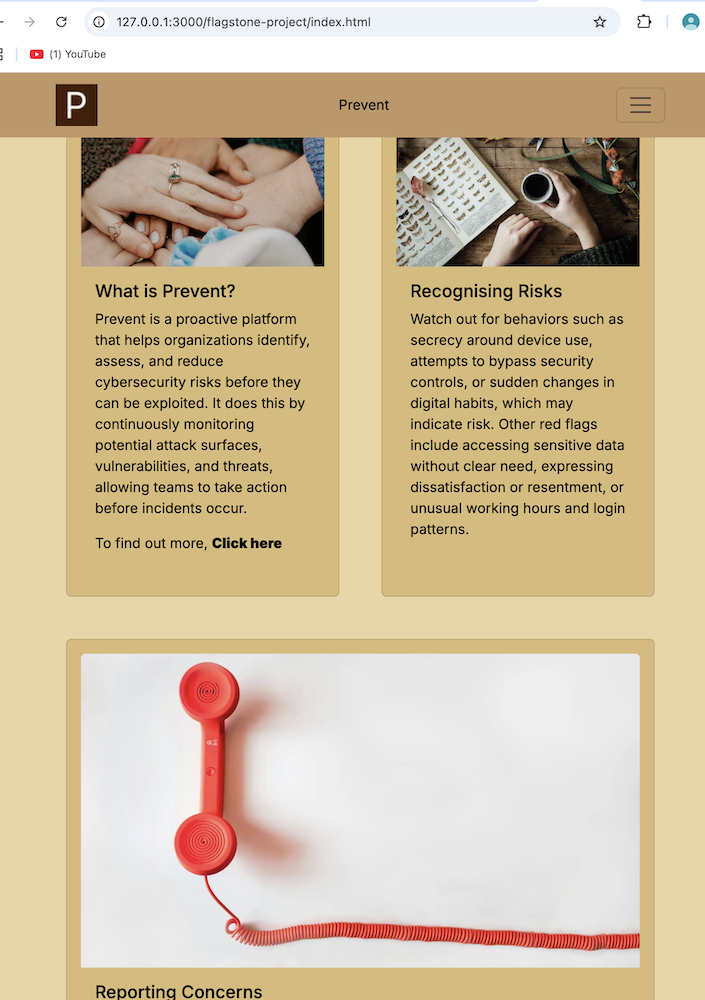 127.0.0.1:3000/flagstone-project/index.html
(1) YouTube
P
Prevent
What is Prevent?
Prevent is a proactive platform
that helps organizations identify,
assess, and reduce
cybersecurity risks before they
can be exploited. It does this by
continuously monitoring
potential attack surfaces,
vulnerabilities, and threats,
allowing teams to take action
before incidents occur.
To find out more, Click here
Recognising Risks
Watch out for behaviors such as
secrecy around device use,
attempts to bypass security
controls, or sudden changes in
digital habits, which may
indicate risk. Other red flags
include accessing sensitive data
without clear need, expressing
dissatisfaction or resentment, or
unusual working hours and login
patterns.
Reporting Concerns